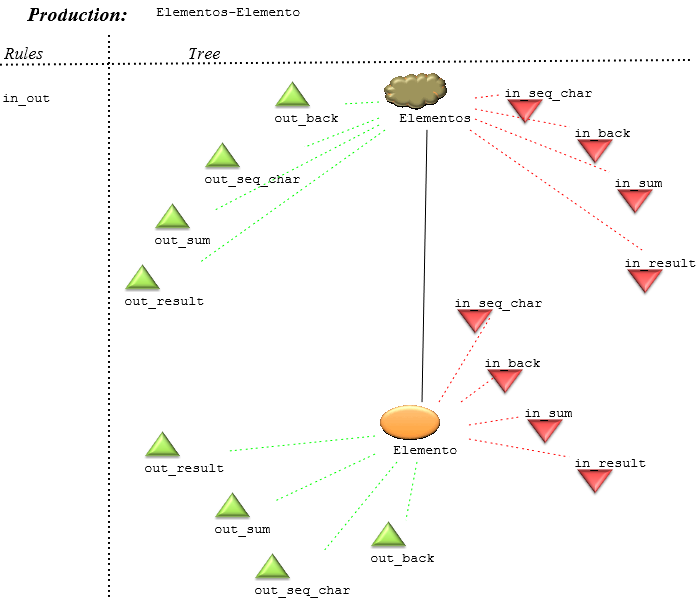 Production: Elementos-Elemento
Rules Tree
in_out
in_seq_char
out_back
Elementos
in_back
out_seq_char
in_sum
out_sum
in_result
out_result
in_seq_char
in_back
in_sum
Elemento
out_result
in_result
out_sum
out_back
out_seq_char